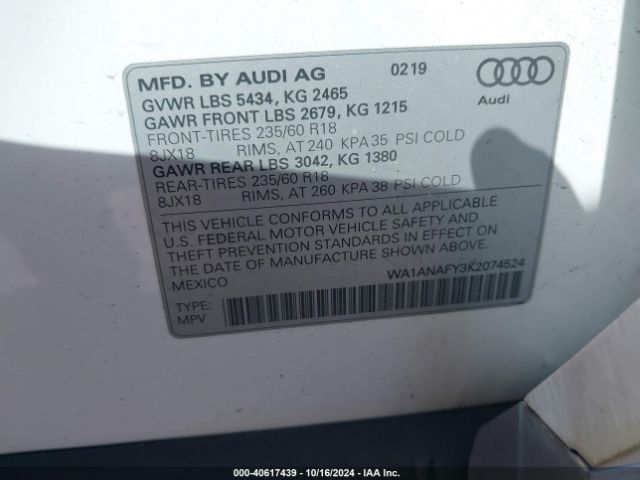 MFD. BY AUDI AG 0219
Audi
GVWR LBS 5434, KG 2465
GAWR FRONT LBS 2679, KG 1215
FRONT-TIRES 235/60 R18
8JX18 RIMS, AT 240 KPA 35 PSI COLD
GAWR REAR LBS 3042, KG 1380
REAR-TIRES 235/60 R18
8JX18 RIMS, AT 260 KPA 38 PSI COLD
THIS VEHICLE CONFORMS TO ALL APPLICABLE
U.S. FEDERAL MOTOR VEHICLE SAFETY AND
THEFT PREVENTION STANDARDS IN EFFECT ON
THE DATE OF MANUFACTURE SHOWN ABOVE.
MEXICO WA1ANAFY3K2074524
TYPE:
MPV
000-40617439 - 10/16/2024 - IAA Inc.